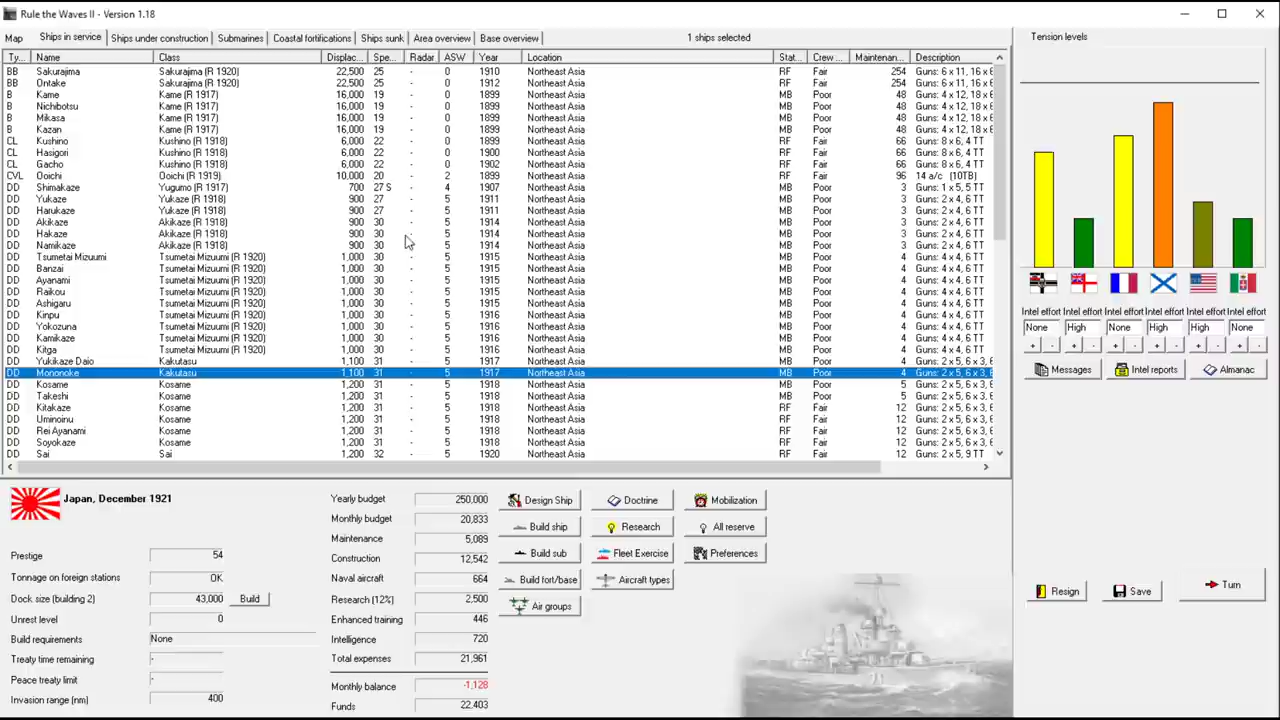 Rule the Waves II - Version 1.18
Map Ships in service Ships under construction Submarines Coastal fortifications Ships sunk Area overview Base overview 1 ships selected
Ty... Name Class Displac... Spe... Radar ASW Year Location Stat... Crew ... Maintenan... Description
BB Sakurajima Sakurajima (R 1920) 22,500 25 - 0 1910 Northeast Asia RF Fair 254 Guns: 6 x 11, 16 x 6
BB Ontake Sakurajima (R 1920) 22,500 25 - 0 1912 Northeast Asia RF Fair 254 Guns: 6 x 11, 16 x 6
B Kame Kame (R 1917) 16,000 19 - 0 1899 Northeast Asia MB Poor 48 Guns: 4 x 12, 18 x 6
B Nichibotsu Kame (R 1917) 16,000 19 - 0 1899 Northeast Asia MB Poor 48 Guns: 4 x 12, 18 x 6
B Mikasa Kame (R 1917) 16,000 19 - 0 1899 Northeast Asia MB Poor 48 Guns: 4 x 12, 18 x 6
B Kazan Kame (R 1917) 16,000 19 - 0 1899 Northeast Asia MB Poor 48 Guns: 4 x 12, 18 x 6
CL Kushino Kushino (R 1918) 6,000 22 - 0 1899 Northeast Asia RF Fair 66 Guns: 8 x 6, 4 TT
CL Hasigori Kushino (R 1918) 6,000 22 - 0 1900 Northeast Asia RF Fair 66 Guns: 8 x 6, 4 TT
CL Gacho Kushino (R 1918) 6,000 22 - 0 1902 Northeast Asia RF Fair 66 Guns: 8 x 6, 4 TT
CVL Ooichi Ooichi (R 1919) 10,000 20 - 2 1899 Northeast Asia RF Fair 96 14 a/c (10TB)
DD Shimakaze Yugumo (R 1917) 700 27 S - 4 1907 Northeast Asia MB Poor 3 Guns: 1 x 5, 5 TT
DD Yukaze Yukaze (R 1918) 900 27 - 5 1911 Northeast Asia MB Poor 3 Guns: 2 x 4, 6 TT
DD Harukaze Yukaze (R 1918) 900 27 - 5 1911 Northeast Asia MB Poor 3 Guns: 2 x 4, 6 TT
DD Akikaze Akikaze (R 1918) 900 30 - 5 1914 Northeast Asia MB Poor 3 Guns: 2 x 4, 6 TT
DD Hakaze Akikaze (R 1918) 900 30 - 5 1914 Northeast Asia MB Poor 3 Guns: 2 x 4, 6 TT
DD Namikaze Akikaze (R 1918) 900 30 - 5 1914 Northeast Asia MB Poor 3 Guns: 2 x 4, 6 TT
DD Tsumetai Mizuumi Tsumetai Mizuumi (R 1920) 1,000 30 - 5 1915 Northeast Asia MB Poor 4 Guns: 4 x 4, 6 TT
DD Banzai Tsumetai Mizuumi (R 1920) 1,000 30 - 5 1915 Northeast Asia MB Poor 4 Guns: 4 x 4, 6 TT
DD Ayanami Tsumetai Mizuumi (R 1920) 1,000 30 - 5 1915 Northeast Asia MB Poor 4 Guns: 4 x 4, 6 TT
DD Raikou Tsumetai Mizuumi (R 1920) 1,000 30 - 5 1915 Northeast Asia MB Poor 4 Guns: 4 x 4, 6 TT
DD Ashigaru Tsumetai Mizuumi (R 1920) 1,000 30 - 5 1915 Northeast Asia MB Poor 4 Guns: 4 x 4, 6 TT
DD Kinpu Tsumetai Mizuumi (R 1920) 1,000 30 - 5 1916 Northeast Asia MB Poor 4 Guns: 4 x 4, 6 TT
DD Yokozuna Tsumetai Mizuumi (R 1920) 1,000 30 - 5 1916 Northeast Asia MB Poor 4 Guns: 4 x 4, 6 TT
DD Kamikaze Tsumetai Mizuumi (R 1920) 1,000 30 - 5 1916 Northeast Asia MB Poor 4 Guns: 4 x 4, 6 TT
DD Kitga Tsumetai Mizuumi (R 1920) 1,000 30 - 5 1916 Northeast Asia MB Poor 4 Guns: 4 x 4, 6 TT
DD Yukikaze Daio Kakutasu 1,100 31 - 5 1917 Northeast Asia MB Poor 4 Guns: 2 x 5, 6 x 3, 6
DD Mononoke Kakutasu 1,100 31 - 5 1917 Northeast Asia MB Poor 4 Guns: 2 x 5, 6 x 3, 6
DD Kosame Kosame 1,200 31 - 5 1918 Northeast Asia MB Poor 5 Guns: 2 x 5, 6 x 3, 6
DD Takeshi Kosame 1,200 31 - 5 1918 Northeast Asia MB Poor 5 Guns: 2 x 5, 6 x 3, 6
DD Kitakaze Kosame 1,200 31 - 5 1918 Northeast Asia RF Fair 12 Guns: 2 x 5, 6 x 3, 6
DD Uminoinu Kosame 1,200 31 - 5 1918 Northeast Asia RF Fair 12 Guns: 2 x 5, 6 x 3, 6
DD Rei Ayanami Kosame 1,200 31 - 5 1918 Northeast Asia RF Fair 12 Guns: 2 x 5, 6 x 3, 6
DD Soyokaze Kosame 1,200 31 - 5 1918 Northeast Asia RF Fair 12 Guns: 2 x 5, 6 x 3, 6
DD Sai Sai 1,200 32 - 5 1920 Northeast Asia RF Fair 12 Guns: 2 x 5, 9 TT
Tension levels
Intel effort Intel effort Intel effort Intel effort Intel effort Intel effort
None High None High High None
+ - + - + - + - + - + -
Messages Intel reports Almanac
Japan, December 1921
Prestige 54
Tonnage on foreign stations OK
Dock size (building 2) 43,000 Build
Unrest level 0
Build requirements None
Treaty time remaining -
Peace treaty limit -
Invasion range (nm) 400
Yearly budget 250,000
Monthly budget 20,833
Maintenance 5,089
Construction 12,542
Naval aircraft 664
Research (12%) 2,500
Enhanced training 446
Intelligence 720
Total expenses 21,961
Monthly balance -1,128
Funds 22,403
Design Ship Doctrine Mobilization
Build ship Research All reserve
Build sub Fleet Exercise Preferences
Build fort/base Aircraft types
Air groups
Resign Save Turn